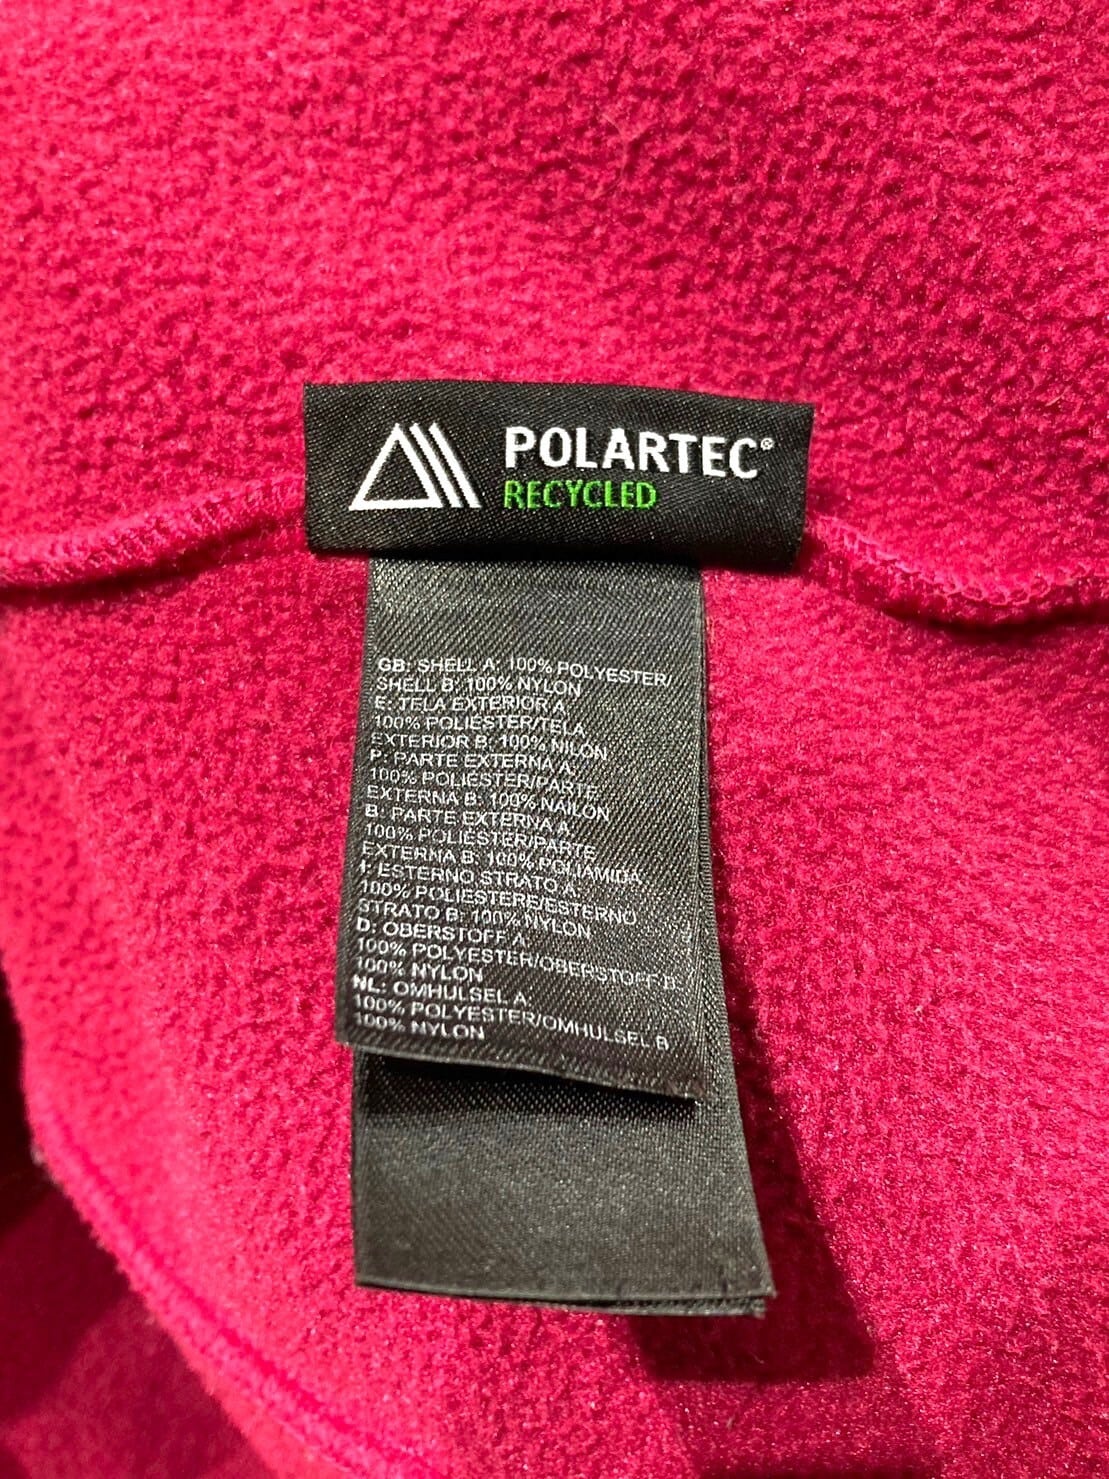 POLARTEC®
RECYCLED
GB: SHELL A: 100% POLYESTER/
SHELL B: 100% NYLON
E: TELA EXTERIOR A:
100% POLIESTER/TELA
EXTERIOR B: 100% NILON
P: PARTE EXTERNA A:
100% POLIESTER/PARTE
EXTERNA B: 100% NAILON
B: PARTE EXTERNA A:
100% POLIESTER/PARTE
EXTERNA B: 100% POLIAMIDA
I: ESTERNO STRATO A:
100% POLIESTERE/ESTERNO
STRATO B: 100% NYLON
D: OBERSTOFF A:
100% POLYESTER/OBERSTOFF B:
100% NYLON
NL: OMHULSEL A:
100% POLYESTER/OMHULSEL B:
100% NYLON